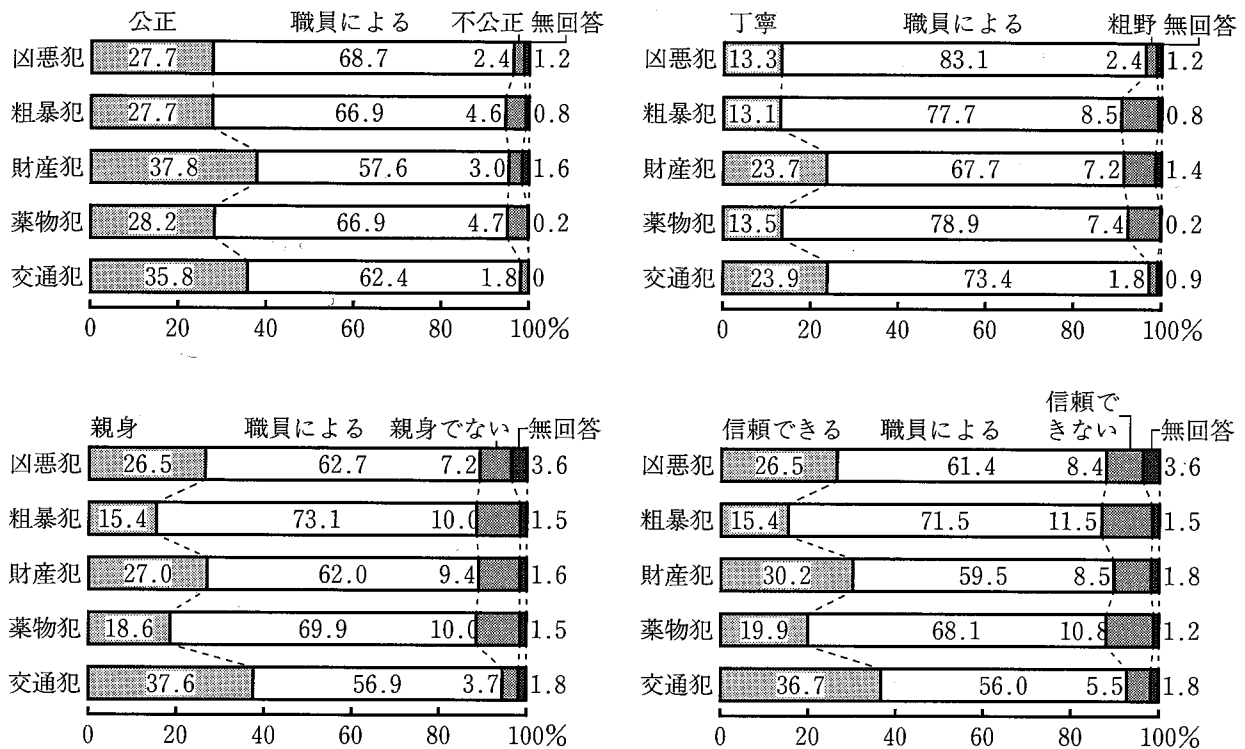 公正 職員による 不公正 無回答
凶悪犯 27.7 68.7 2.4 1.2
粗暴犯 27.7 66.9 4.6 0.8
財産犯 37.8 57.6 3.0 1.6
薬物犯 28.2 66.9 4.7 0.2
交通犯 35.8 62.4 1.8 0
0 20 40 60 80 100%
丁寧 職員による 粗野 無回答
凶悪犯 13.3 83.1 2.4 1.2
粗暴犯 13.1 77.7 8.5 0.8
財産犯 23.7 67.7 7.2 1.4
薬物犯 13.5 78.9 7.4 0.2
交通犯 23.9 73.4 1.8 0.9
0 20 40 60 80 100%
親身 職員による 親身でない 無回答
凶悪犯 26.5 62.7 7.2 3.6
粗暴犯 15.4 73.1 10.0 1.5
財産犯 27.0 62.0 9.4 1.6
薬物犯 18.6 69.9 10.0 1.5
交通犯 37.6 56.9 3.7 1.8
0 20 40 60 80 100%
信頼で
信頼できる 職員による きない 無回答
凶悪犯 26.5 61.4 8.4 3.6
粗暴犯 15.4 71.5 11.5 1.5
財産犯 30.2 59.5 8.5 1.8
薬物犯 19.9 68.1 10.8 1.2
交通犯 36.7 56.0 5.5 1.8
0 20 40 60 80 100%